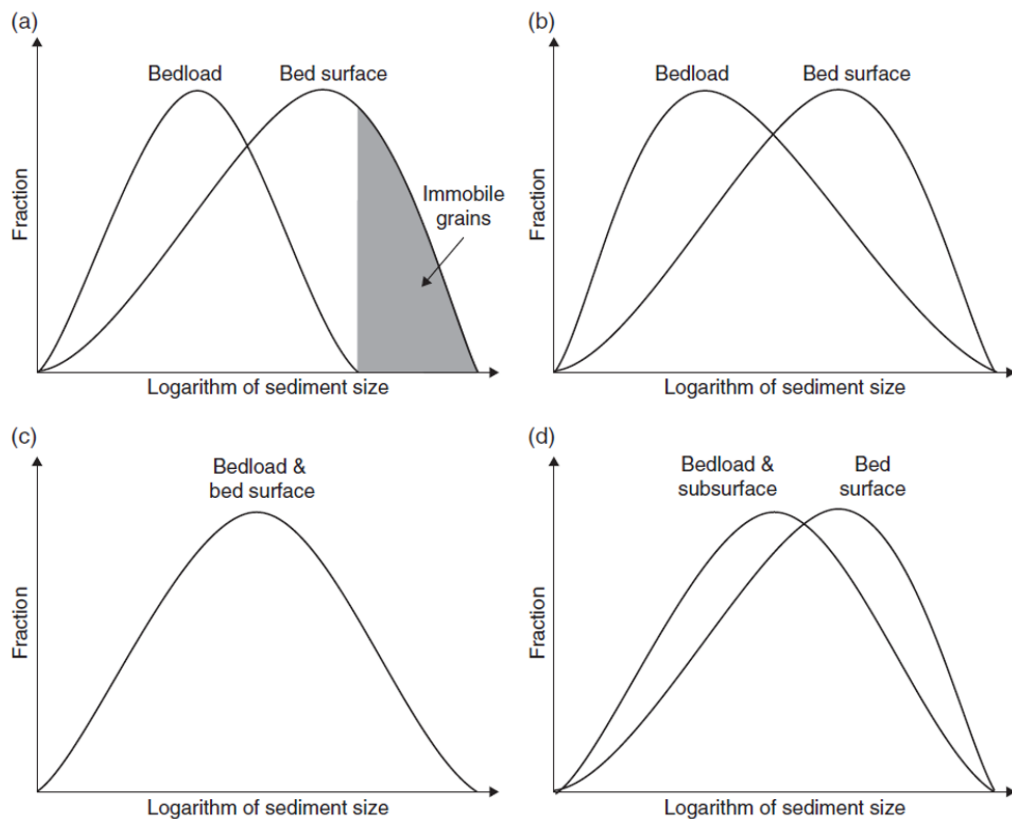 (a)
Bedload
Bed surface
Immobile
grains
Fraction
Logarithm of sediment size
(b)
Bedload
Bed surface
Fraction
Logarithm of sediment size
(c)
Bedload &
bed surface
Fraction
Logarithm of sediment size
(d)
Bedload &
subsurface
Bed
surface
Fraction
Logarithm of sediment size